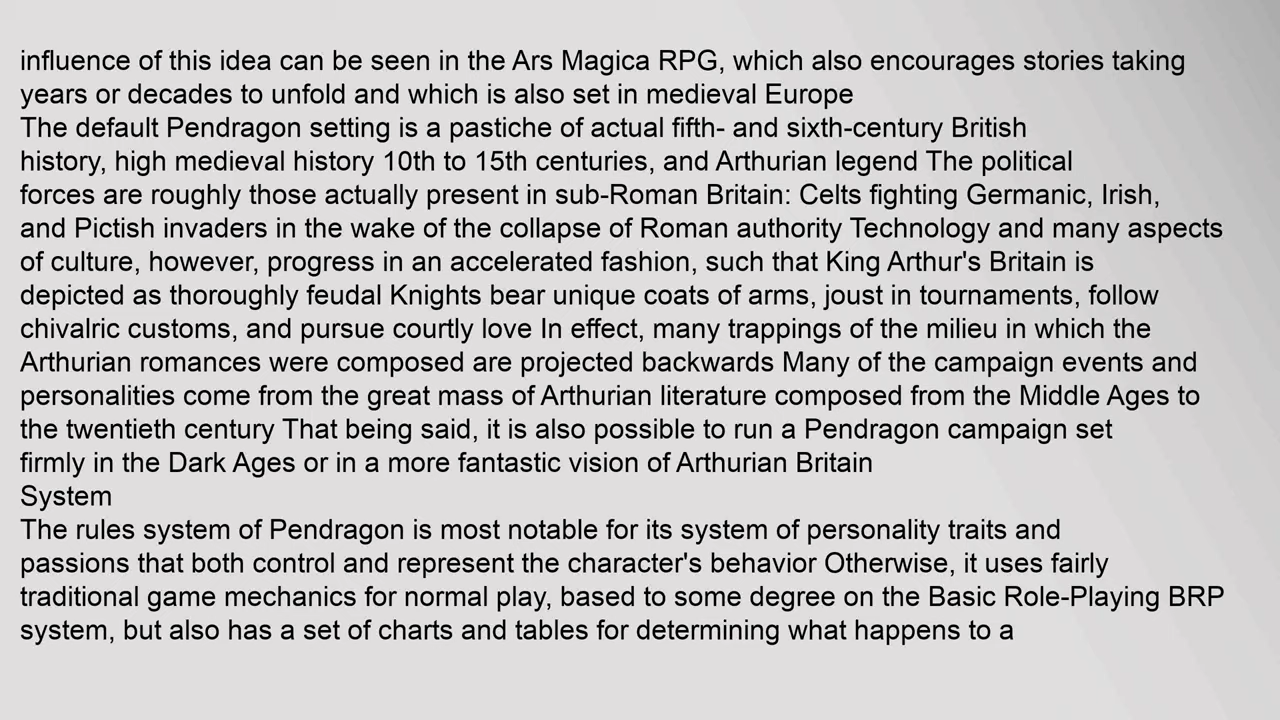 influence of this idea can be seen in the Ars Magica RPG, which also encourages stories taking
years or decades to unfold and which is also set in medieval Europe
The default Pendragon setting is a pastiche of actual fifth- and sixth-century British
history, high medieval history 10th to 15th centuries, and Arthurian legend The political
forces are roughly those actually present in sub-Roman Britain: Celts fighting Germanic, Irish,
and Pictish invaders in the wake of the collapse of Roman authority Technology and many aspects
of culture, however, progress in an accelerated fashion, such that King Arthur's Britain is
depicted as thoroughly feudal Knights bear unique coats of arms, joust in tournaments, follow
chivalric customs, and pursue courtly love In effect, many trappings of the milieu in which the
Arthurian romances were composed are projected backwards Many of the campaign events and
personalities come from the great mass of Arthurian literature composed from the Middle Ages to
the twentieth century That being said, it is also possible to run a Pendragon campaign set
firmly in the Dark Ages or in a more fantastic vision of Arthurian Britain
System
The rules system of Pendragon is most notable for its system of personality traits and
passions that both control and represent the character's behavior Otherwise, it uses fairly
traditional game mechanics for normal play, based to some degree on the Basic Role-Playing BRP
system, but also has a set of charts and tables for determining what happens to a